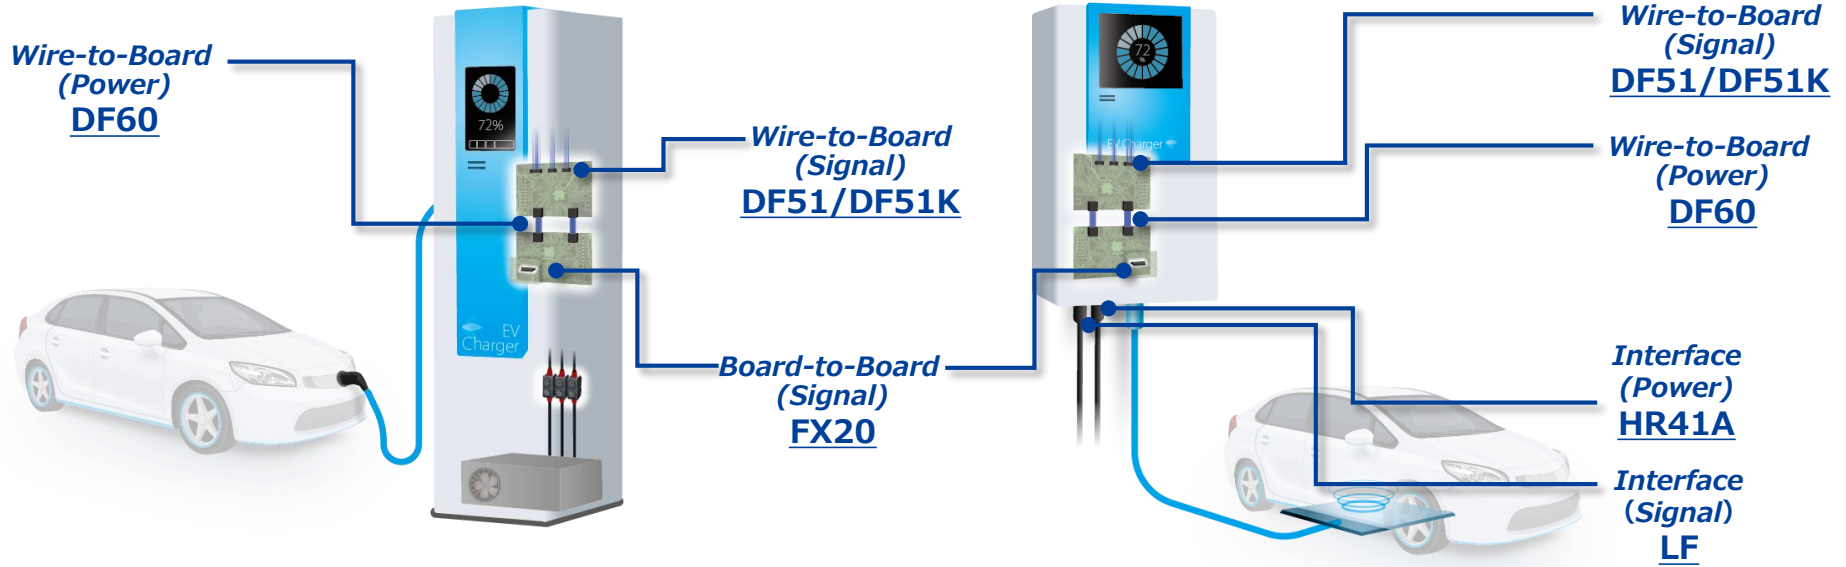 Wire-to-Board
(Power)
DF60
72%
EV
Charger
Wire-to-Board
(Signal)
DF51/DF51K
Board-to-Board
(Signal)
FX20
72
%
EV Charger
Wire-to-Board
(Signal)
DF51/DF51K
Wire-to-Board
(Power)
DF60
Interface
(Power)
HR41A
Interface
(Signal)
LF